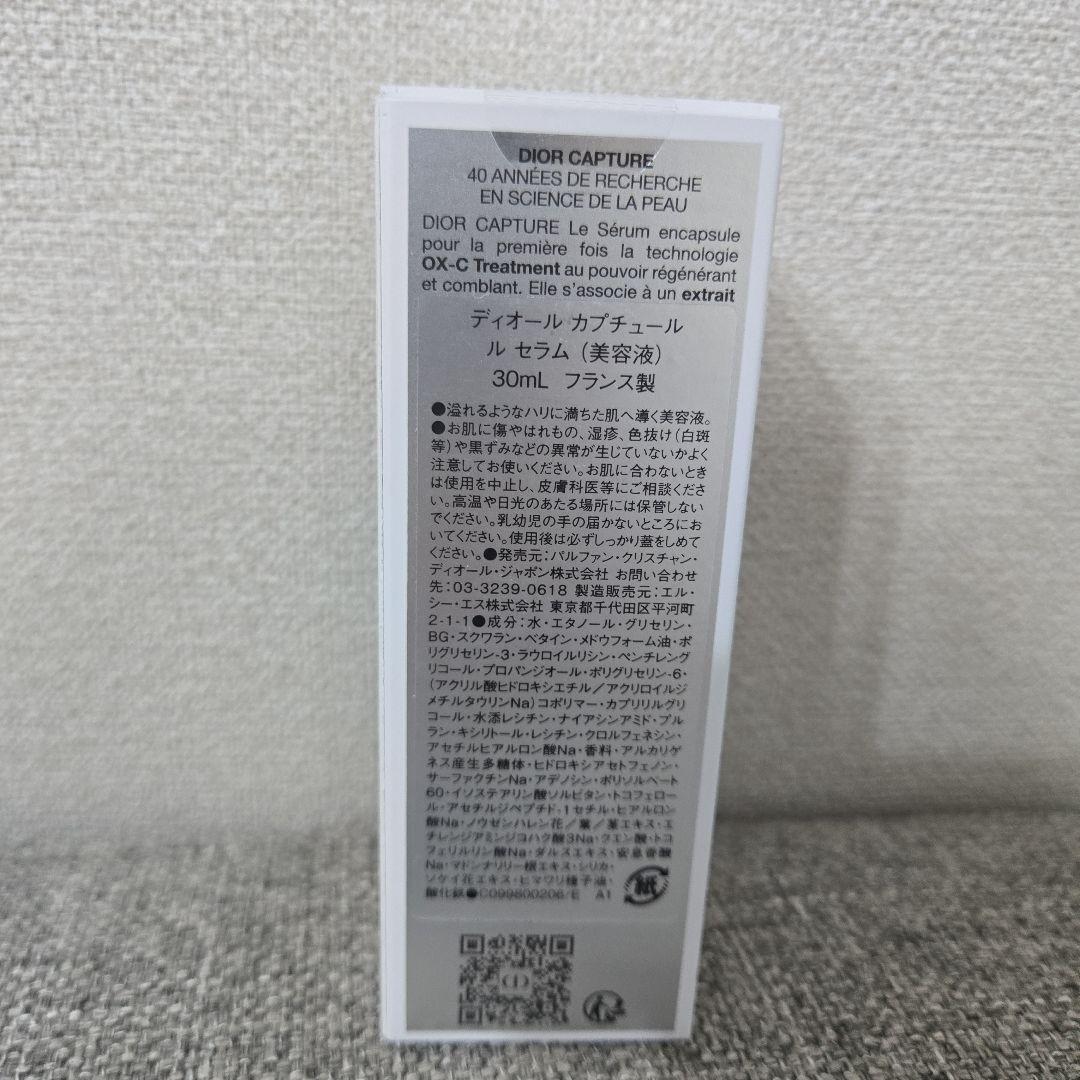 DIOR CAPTURE
40 ANNÉES DE RECHERCHE
EN SCIENCE DE LA PEAU
DIOR CAPTURE Le Sérum encapsule
pour la première fois la technologie
OX-C Treatment au pouvoir régénérant
et comblant. Elle s'associe à un extrait
ディオール カプチュール
ル セラム（美容液）
30mL フランス製
●溢れるようなハリに満ちた肌へ導く美容液。
●お肌に傷やはれもの、湿疹、色抜け（白斑
等）や黒ずみなどの異常が生じていないかよく
注意してお使いください。お肌に合わないとき
は使用を中止し、皮膚科医等にご相談くださ
い。高温や日光のあたる場所には保管しない
でください。乳幼児の手の届かないところにお
いてください。使用後は必ずしっかり蓋をしめて
ください。●発売元：パルファン・クリスチャン・
ディオール・ジャポン株式会社 お問い合わせ
先：03-3239-0618 製造販売元：エル・
シー・エス株式会社 東京都千代田区平河町
2-1-1●成分：水・エタノール・グリセリン・
BG・スクワラン・ベタイン・メドウフォーム油・ポ
リグリセリン-3・ラウロイルリシン・ペンチレング
リコール・プロパンジオール・ポリグリセリン-6・
（アクリル酸ヒドロキシエチル／アクリロイルジ
メチルタウリンNa）コポリマー・カプリリルグリ
コール・水添レシチン・ナイアシンアミド・プル
ラン・キシリトール・レシチン・クロルフェネシン・
アセチルヒアルロン酸Na・香料・アルカリゲ
ネス産生多糖体・ヒドロキシアセトフェノン・
サーファクチンNa・アデノシン・ポリソルベート
60・イソステアリン酸ソルビタン・トコフェロー
ル・アセチルジペプチド-1セチル・ヒアルロン
酸Na・ノウゼンハレン花／葉／茎エキス・エ
チレンジアミンジコハク酸3Na・クエン酸・トコ
フェリルリン酸Na・ダルスエキス・安息香酸
Na・マドンナリリー根エキス・シリカ・
ソケイ花エキス・ヒマワリ種子油・
酸化鉄●C099800206/E A1
紙